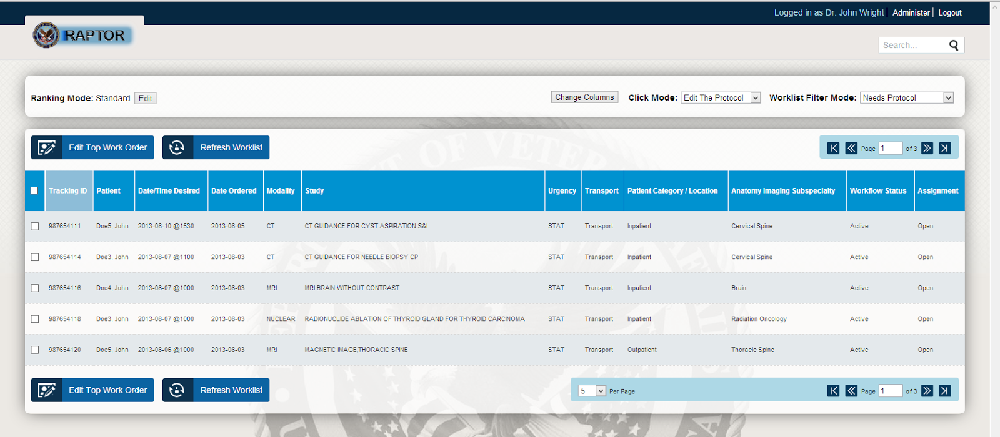 Logged in as Dr. John Wright | Administer | Logout
RAPTOR
Search...
Ranking Mode: Standard Edit Change Columns Click Mode: Edit The Protocol Worklist Filter Mode: Needs Protocol
Edit Top Work Order Refresh Worklist Page 1 of 3
Tracking ID Patient Date/Time Desired Date Ordered Modality Study Urgency Transport Patient Category / Location Anatomy Imaging Subspecialty Workflow Status Assignment
987654111 Doe5, John 2013-08-10 @1530 2013-08-05 CT CT GUIDANCE FOR CYST ASPIRATION S&I STAT Transport Inpatient Cervical Spine Active Open
987654114 Doe3, John 2013-08-07 @1100 2013-08-03 CT CT GUIDANCE FOR NEEDLE BIOPSY CP STAT Transport Inpatient Cervical Spine Active Open
987654116 Doe4, John 2013-08-07 @1000 2013-08-03 MRI MRI BRAIN WITHOUT CONTRAST STAT Transport Inpatient Brain Active Open
987654118 Doe3, John 2013-08-07 @1000 2013-08-03 NUCLEAR RADIONUCLIDE ABLATION OF THYROID GLAND FOR THYROID CARCINOMA STAT Transport Inpatient Radiation Oncology Active Open
987654120 Doe5, John 2013-08-06 @1000 2013-08-03 MRI MAGNETIC IMAGE,THORACIC SPINE STAT Transport Outpatient Thoracic Spine Active Open
Edit Top Work Order Refresh Worklist 5 Per Page Page 1 of 3